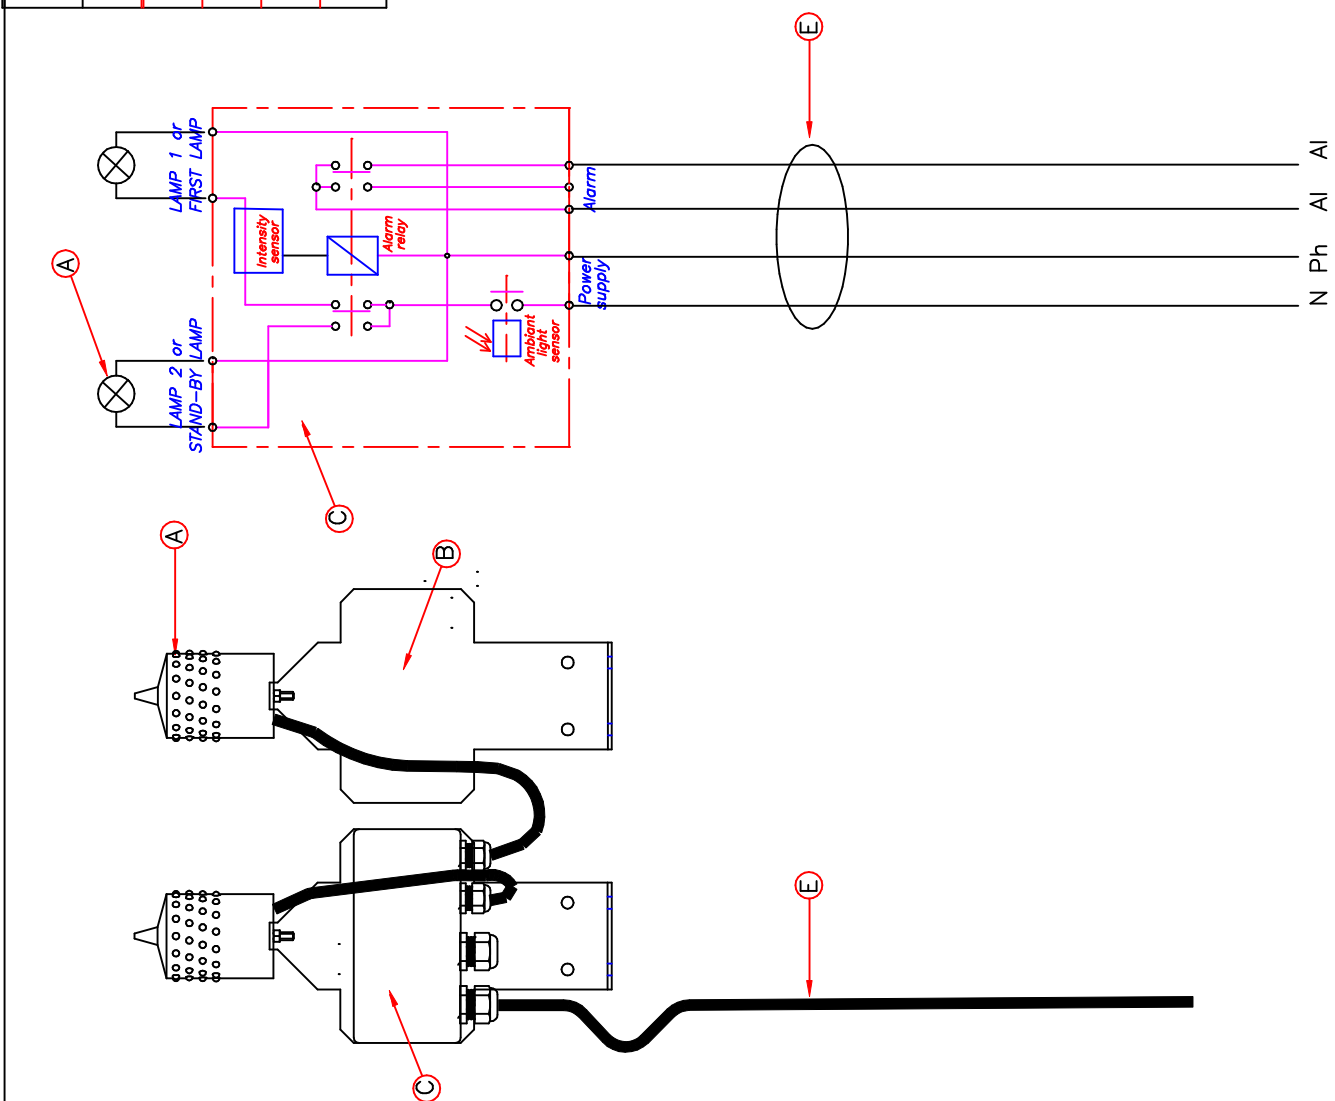 E
LAMP 1 or
FIRST LAMP
Al
Al
Ph
N
Alarm
Intensity
sensor
Alarm
relay
Power
supply
A
LAMP 2 or
STAND-BY LAMP
Ambiant
light
sensor
C
A
B
E
C